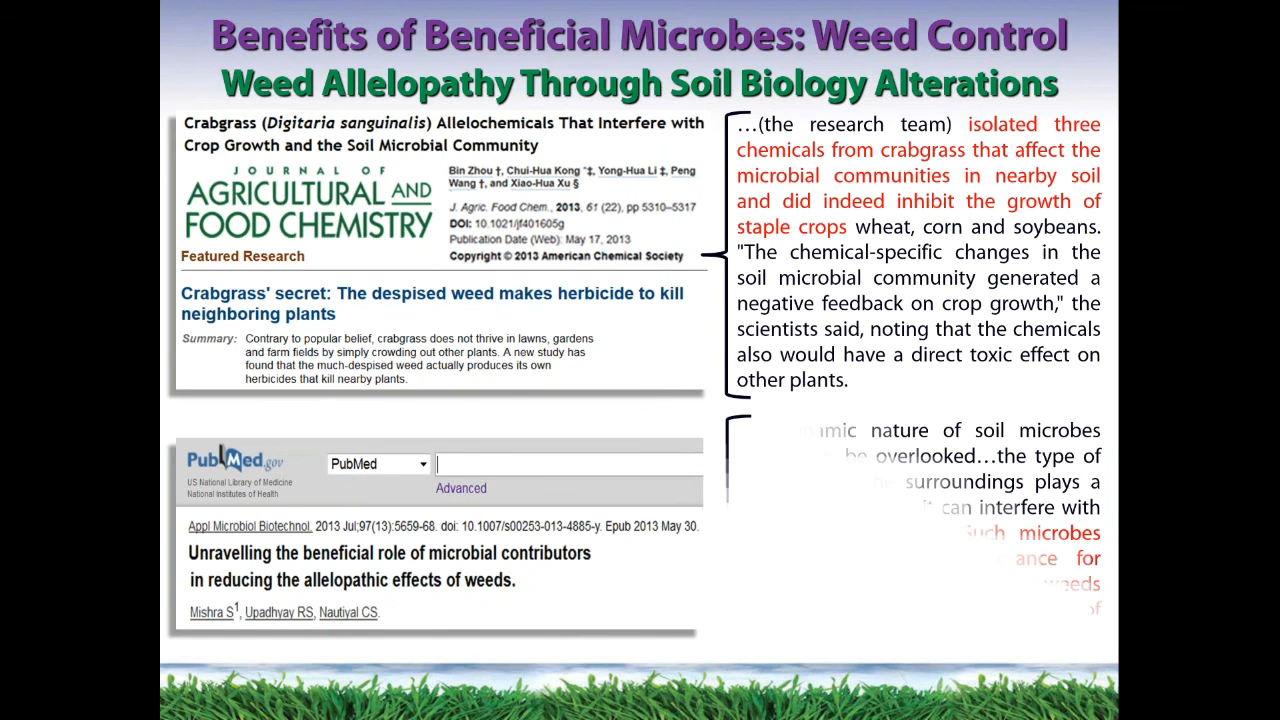 Benefits of Beneficial Microbes: Weed Control
Weed Allelopathy Through Soil Biology Alterations
Crabgrass (Digitaria sanguinalis) Allelochemicals That Interfere with
Crop Growth and the Soil Microbial Community
JOURNAL OF
AGRICULTURAL AND
FOOD CHEMISTRY
Bin Zhou †, Chui-Hua Kong *‡, Yong-Hua Li ‡, Peng
Wang †, and Xiao-Hua Xu §
J. Agric. Food Chem., 2013, 61 (22), pp 5310–5317
DOI: 10.1021/jf401605g
Publication Date (Web): May 17, 2013
Copyright © 2013 American Chemical Society
Featured Research
Crabgrass' secret: The despised weed makes herbicide to kill
neighboring plants
Summary: Contrary to popular belief, crabgrass does not thrive in lawns, gardens
and farm fields by simply crowding out other plants. A new study has
found that the much-despised weed actually produces its own
herbicides that kill nearby plants.
…(the research team) isolated three
chemicals from crabgrass that affect the
microbial communities in nearby soil
and did indeed inhibit the growth of
staple crops wheat, corn and soybeans.
"The chemical-specific changes in the
soil microbial community generated a
negative feedback on crop growth," the
scientists said, noting that the chemicals
also would have a direct toxic effect on
other plants.
PubMed.gov
US National Library of Medicine
National Institutes of Health
PubMed
Advanced
Appl Microbiol Biotechnol. 2013 Jul;97(13):5659-68. doi: 10.1007/s00253-013-4885-y. Epub 2013 May 30.
Unravelling the beneficial role of microbial contributors
in reducing the allelopathic effects of weeds.
Mishra S1, Upadhyay RS, Nautiyal CS.
nature of soil microbes
be overlooked…the type of
surroundings plays a
it can interfere with
Such microbes
for
weeds
of